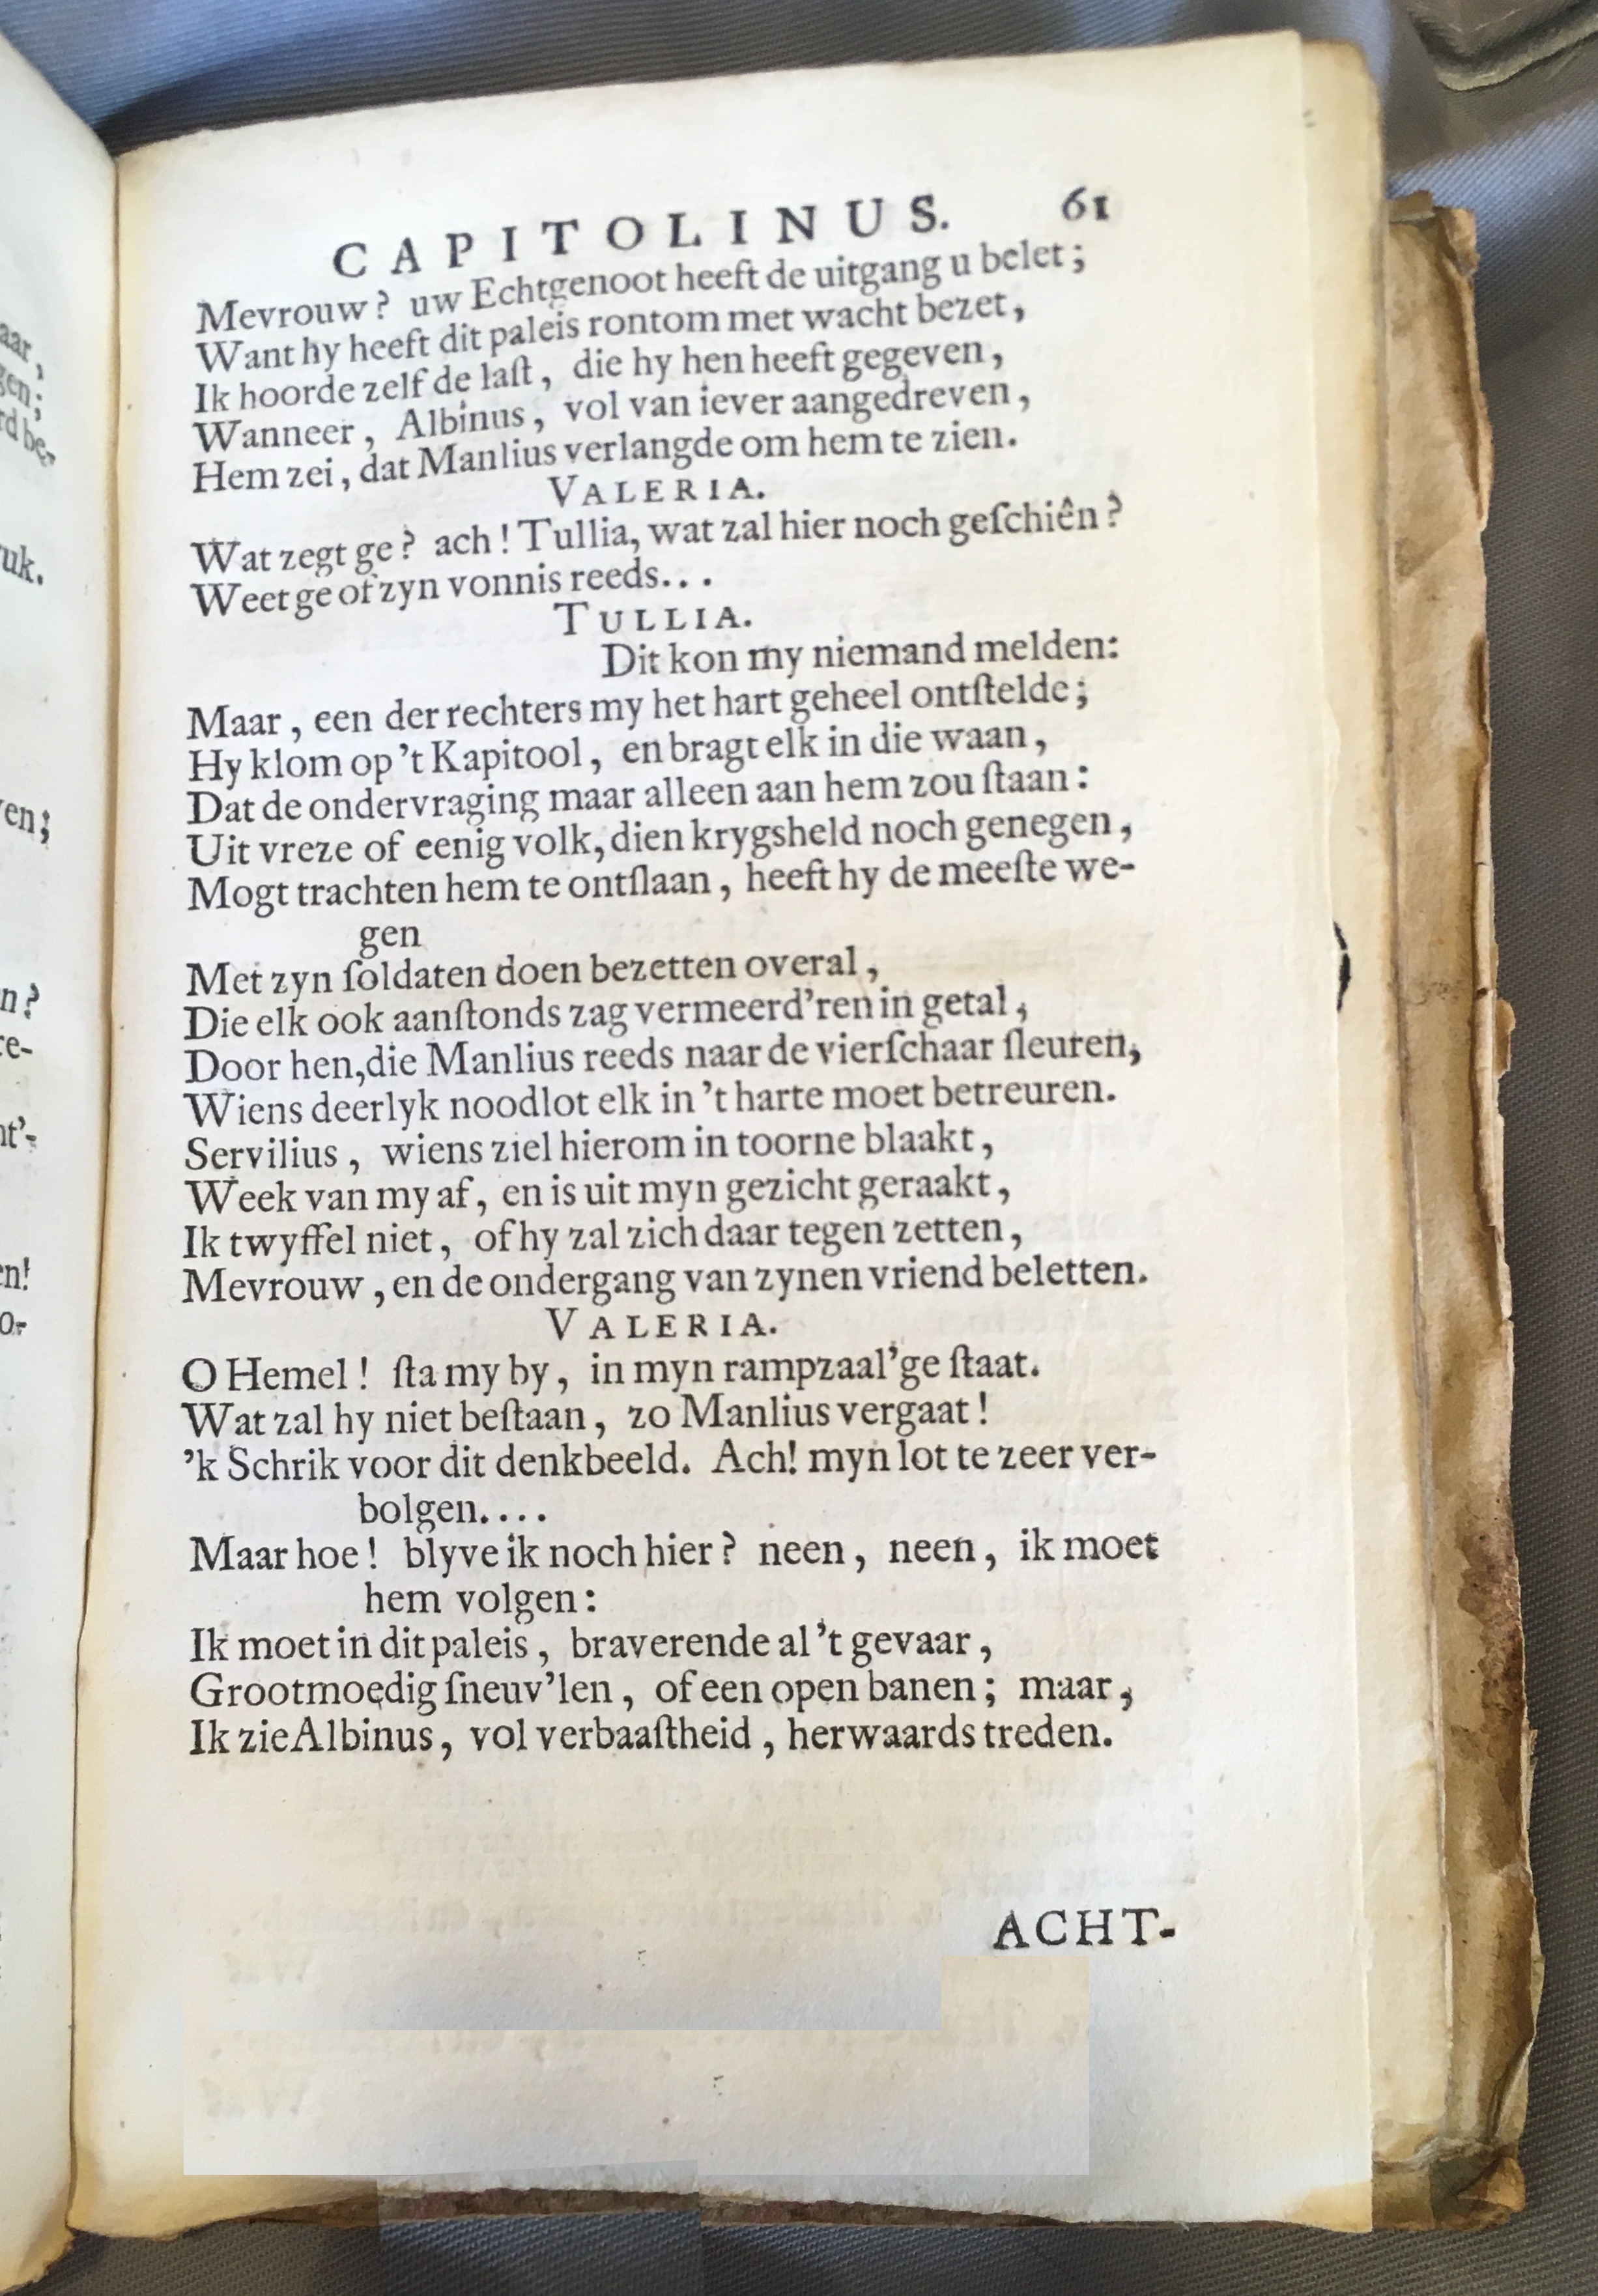 CAPITOLINUS. 61
Mevrouw? uw Echtgenoot heeft de uitgang u belet;
Want hy heeft dit paleis rontom met wacht bezet,
Ik hoorde zelf de laſt, die hy hen heeft gegeven,
Wanneer, Albinus, vol van iever aangedreven,
Hem zei, dat Manlius verlangde om hem te zien.
VALERIA.
Wat zegt ge? ach! Tullia, wat zal hier noch geſchiên?
Weet ge of zyn vonnis reeds...
TULLIA.
Dit kon my niemand melden:
Maar, een der rechters my het hart geheel ontſtelde;
Hy klom op 't Kapitool, en bragt elk in die waan,
Dat de ondervraging maar alleen aan hem zou ſtaan:
Uit vreze of eenig volk, dien krygsheld noch genegen,
Mogt trachten hem te ontſlaan, heeft hy de meeſte we-
gen
Met zyn ſoldaten doen bezetten overal,
Die elk ook aanſtonds zag vermeerd'ren in getal,
Door hen, die Manlius reeds naar de vierſchaar ſleuren,
Wiens deerlyk noodlot elk in 't harte moet betreuren.
Servilius, wiens ziel hierom in toorne blaakt,
Week van my af, en is uit myn gezicht geraakt,
Ik twyffel niet, of hy zal zich daar tegen zetten,
Mevrouw, en de ondergang van zynen vriend beletten.
VALERIA.
O Hemel! ſta my by, in myn rampzaal'ge ſtaat.
Wat zal hy niet beſtaan, zo Manlius vergaat!
'k Schrik voor dit denkbeeld. Ach! myn lot te zeer ver-
bolgen....
Maar hoe! blyve ik noch hier? neen, neen, ik moet
hem volgen:
Ik moet in dit paleis, braverende al 't gevaar,
Grootmoedig ſneuv'len, of een open banen; maar,
Ik zie Albinus, vol verbaaſtheid, herwaards treden.
ACHT-